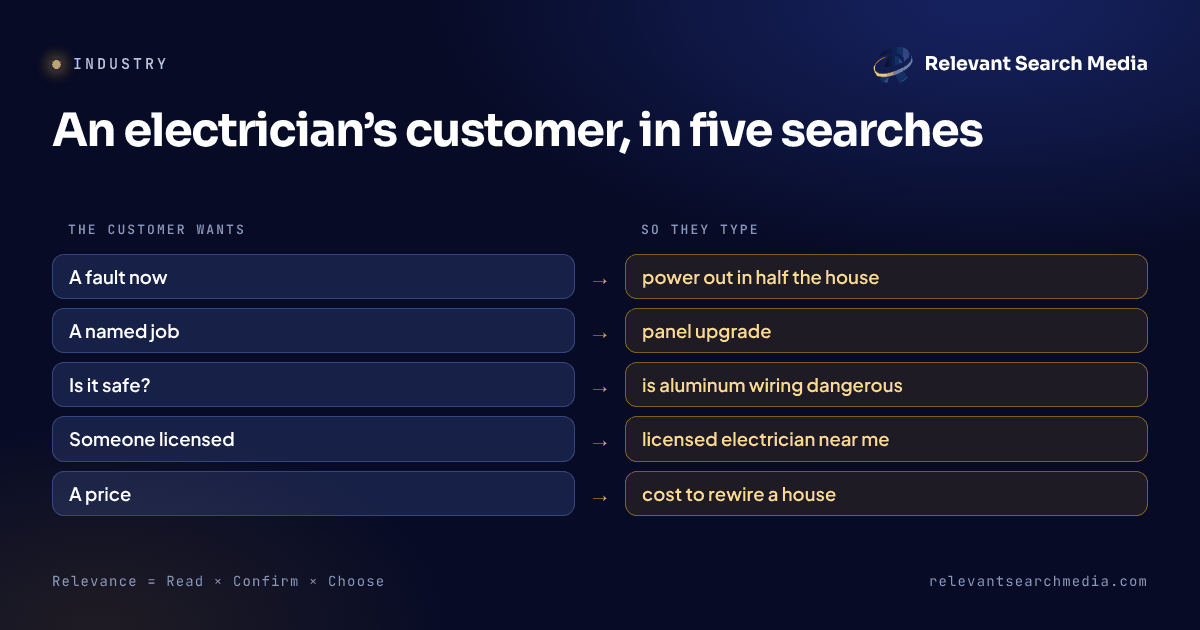 INDUSTRY
Relevant Search Media
An electrician’s customer, in five searches
THE CUSTOMER WANTS
SO THEY TYPE
A fault now → power out in half the house
A named job → panel upgrade
Is it safe? → is aluminum wiring dangerous
Someone licensed → licensed electrician near me
A price → cost to rewire a house
Relevance = Read × Confirm × Choose
relevantsearchmedia.com